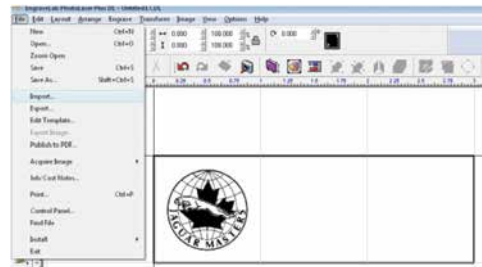 EngraveLab PhotoLaser Plus DL - Untitled1.CDL
File Edit Layout Arrange Engrave Transform Image View Options Help
New Ctrl+N
Open... Ctrl+O
Zoom Open
Save Ctrl+S
Save As... Shift+Ctrl+S
Import...
Export...
Edit Template...
Export Image...
Publish to PDF...
Acquire Image
Job/Cost Notes...
Print... Ctrl+P
Control Panel...
Find File
Install
Exit
0.000 100.000 0.000
0.000 100.000
JAGUAR MASTERS